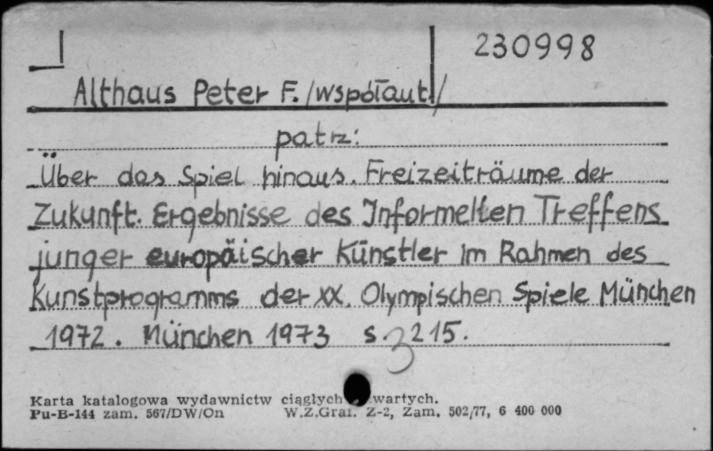 230998
Althaus Peter F. /współaut/
patrz:
Über das Spiel hinaus. Freizeiträume der
Zukunft. Ergebnisse des Informellen Treffens
junger europäischer Künstler im Rahmen des
Kunstprogramms der XX. Olympischen Spiele München
1972. München 1973 s. 215.
3
Karta katalogowa wydawnictw ciągłych wartych.
Pu-B-144 zam. 567/DW/On W.Z.Graf. Z-2, Zam. 502/77, 6 400 000